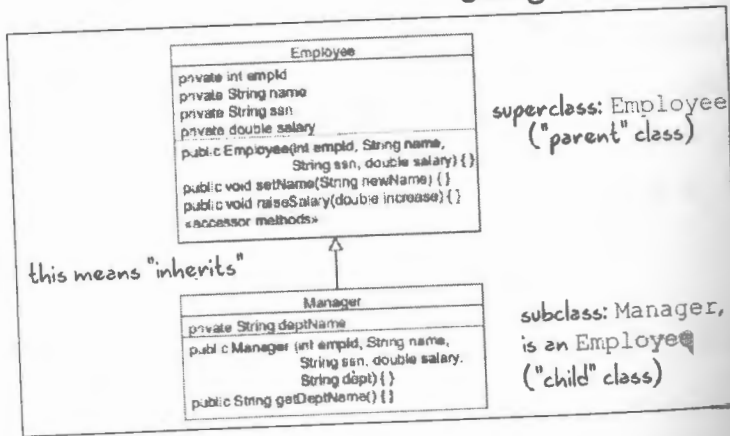 Employee
private int empId
private String name
private String ssn
private double salary
public Employee(int empId, String name,
String ssn, double salary) { }
public void setName(String newName) { }
public void raiseSalary(double increase) { }
«accessor methods»
superclass: Employee
("parent" class)
this means "inherits"
Manager
private String deptName
public Manager (int empId, String name,
String ssn, double salary.
String dept) { }
public String getDeptName() { }
subclass: Manager,
is an Employee
("child" class)